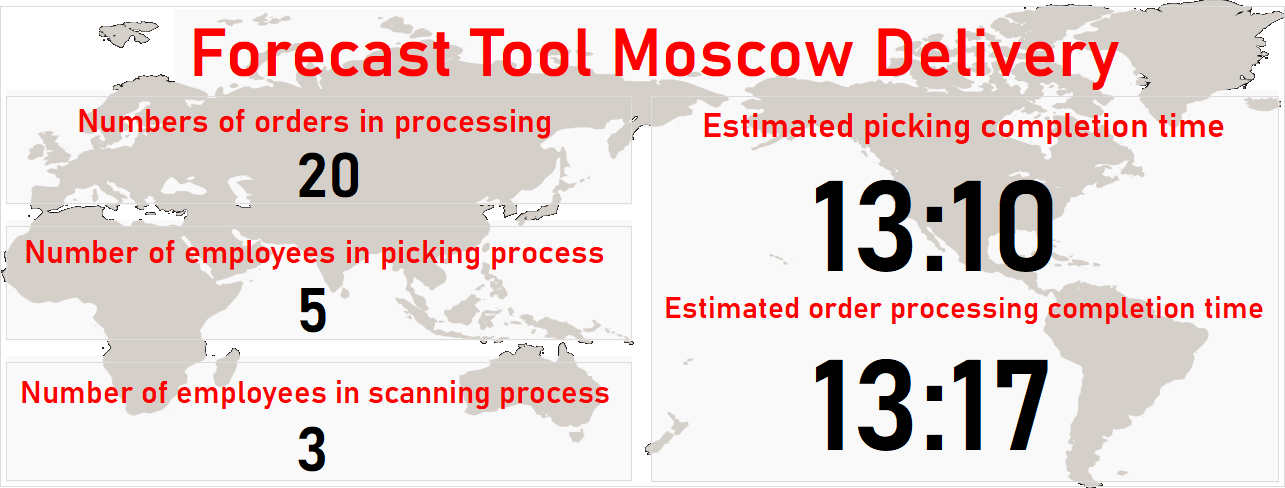 Forecast Tool Moscow Delivery
Numbers of orders in processing
20
Number of employees in picking process
5
Number of employees in scanning process
3
Estimated picking completion time
13:10
Estimated order processing completion time
13:17